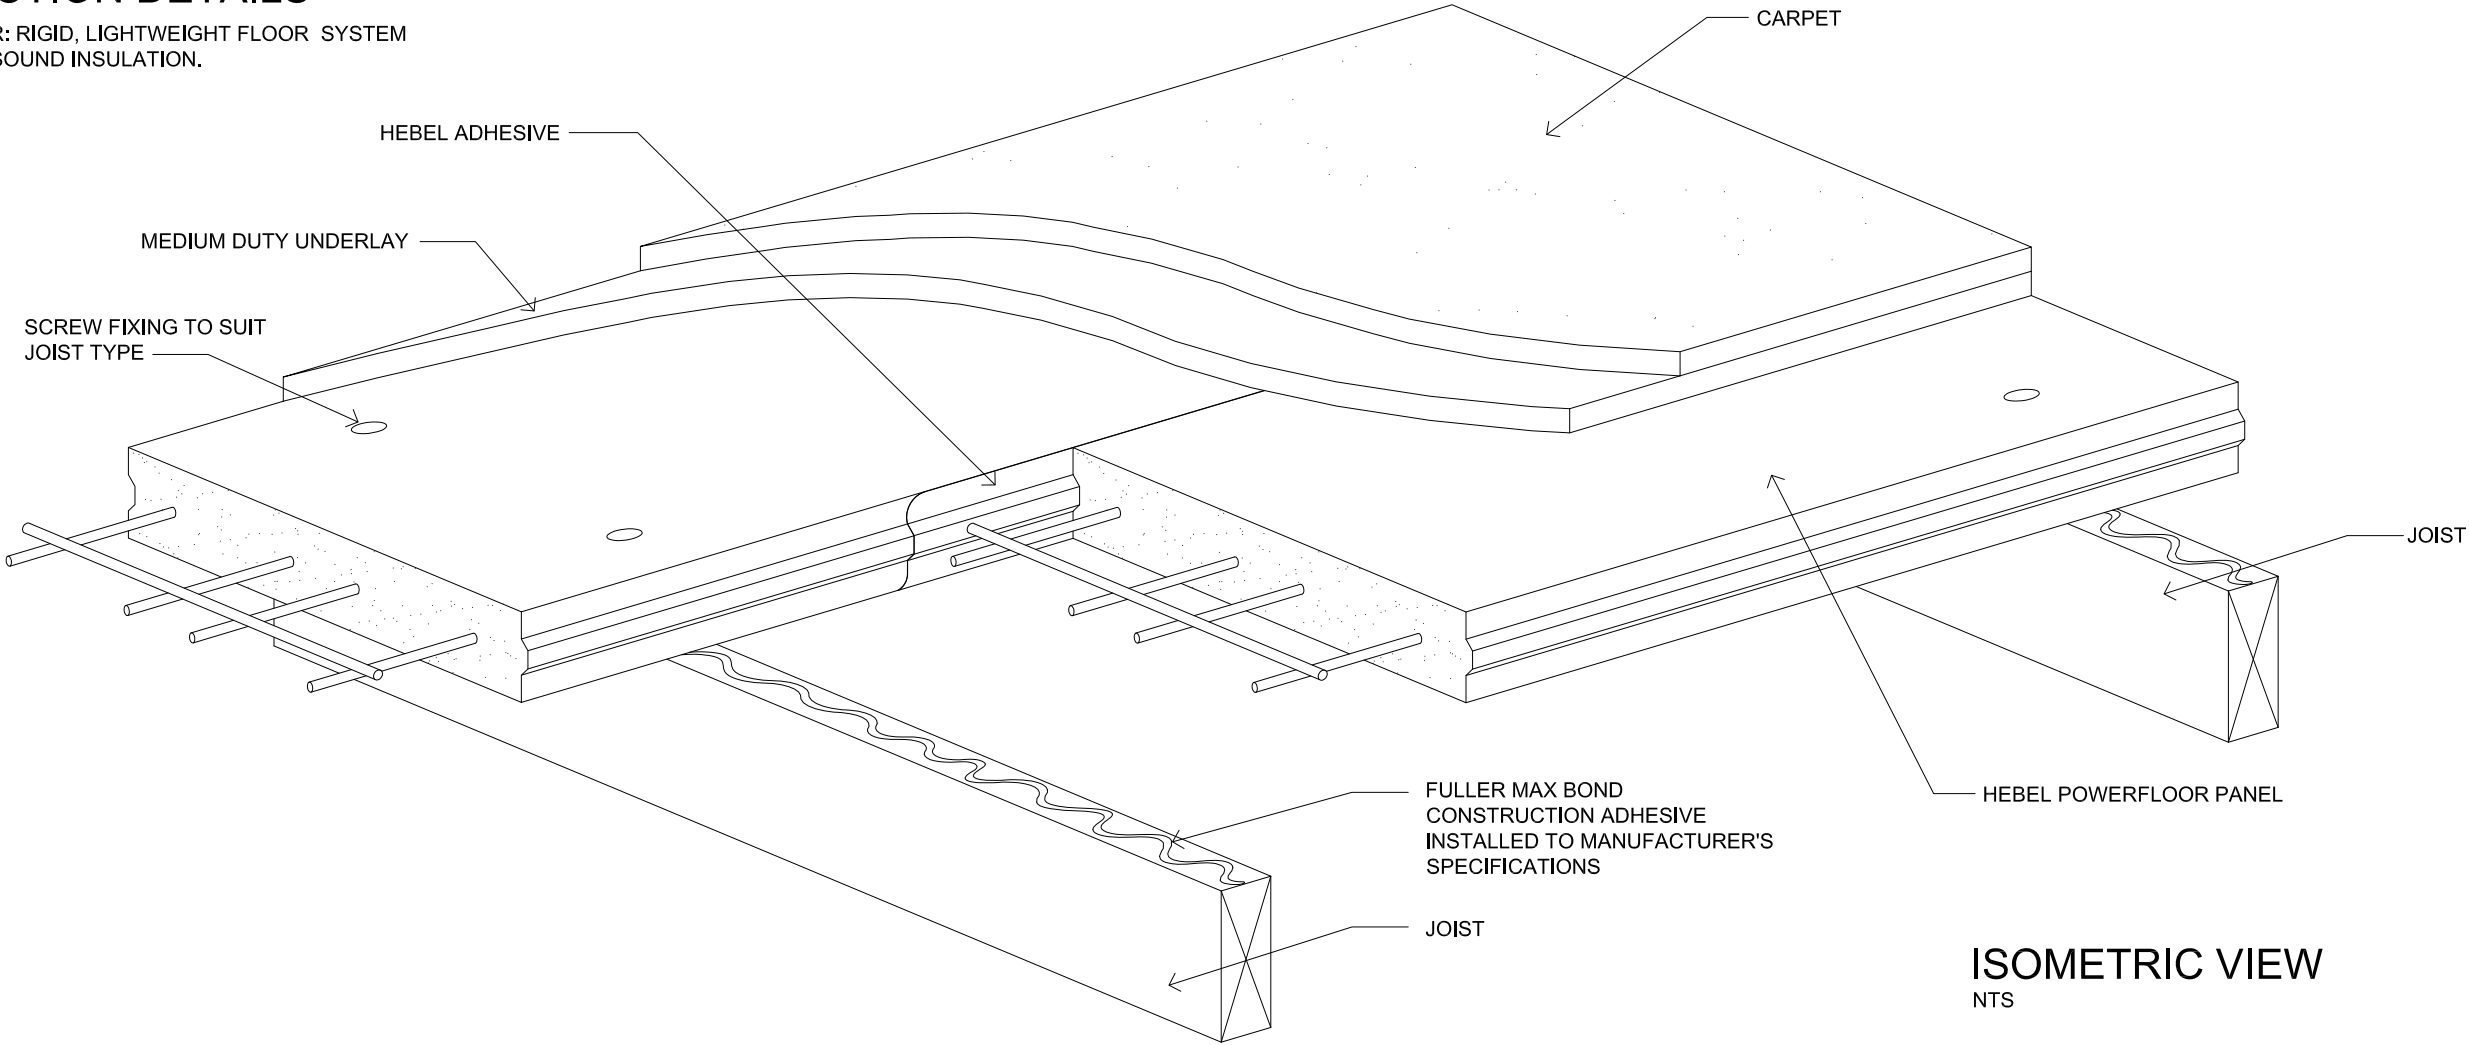 DETAILS
RIGID, LIGHTWEIGHT FLOOR SYSTEM
SOUND INSULATION.
CARPET
HEBEL ADHESIVE
MEDIUM DUTY UNDERLAY
SCREW FIXING TO SUIT
JOIST TYPE
JOIST
FULLER MAX BOND
CONSTRUCTION ADHESIVE
INSTALLED TO MANUFACTURER'S
SPECIFICATIONS
HEBEL POWERFLOOR PANEL
JOIST
ISOMETRIC VIEW
NTS